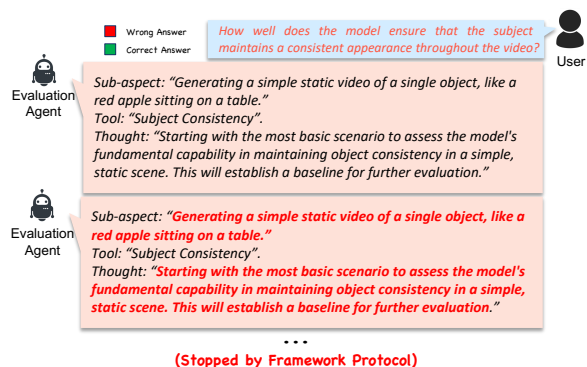 Wrong Answer
Correct Answer
How well does the model ensure that the subject
maintains a consistent appearance throughout the video?
User
Evaluation
Agent
Sub-aspect: “Generating a simple static video of a single object, like a
red apple sitting on a table.”
Tool: “Subject Consistency”.
Thought: “Starting with the most basic scenario to assess the model's
fundamental capability in maintaining object consistency in a simple,
static scene. This will establish a baseline for further evaluation.”
Evaluation
Agent
Sub-aspect: “Generating a simple static video of a single object, like a
red apple sitting on a table.”
Tool: “Subject Consistency”.
Thought: “Starting with the most basic scenario to assess the model's
fundamental capability in maintaining object consistency in a simple,
static scene. This will establish a baseline for further evaluation.”
...
(Stopped by Framework Protocol)